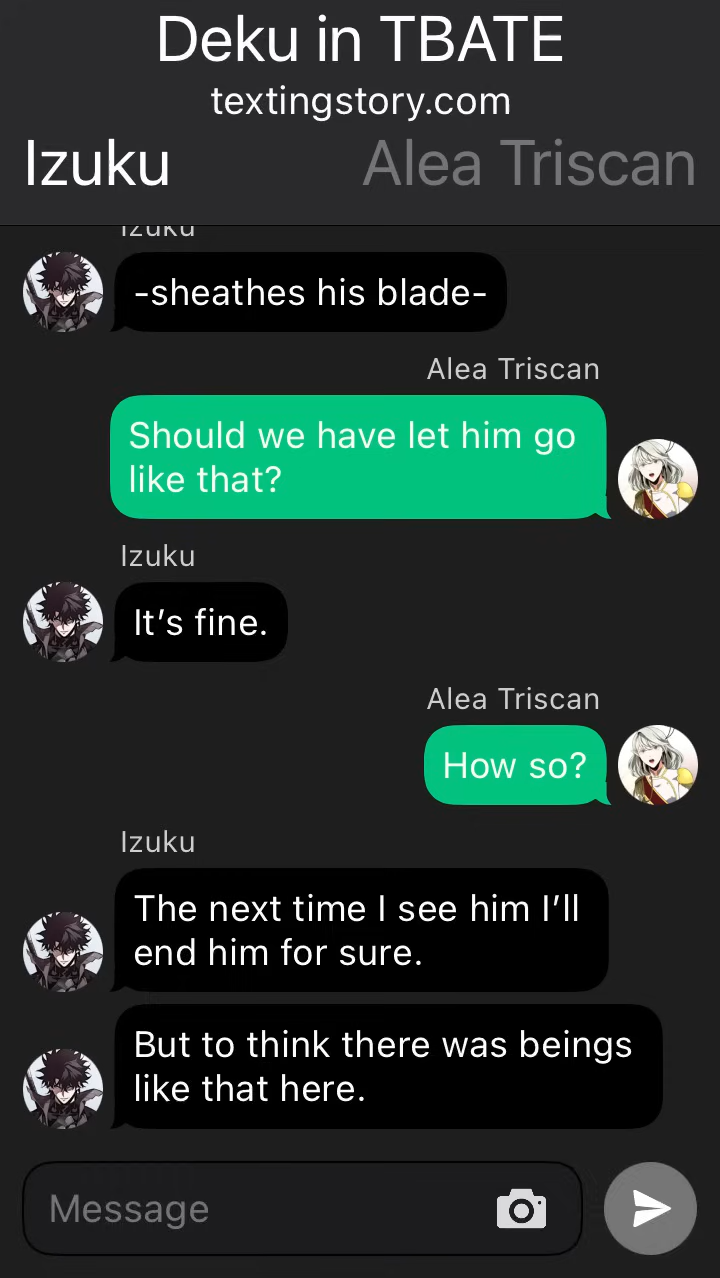 Deku in TBATE
textingstory.com
Izuku Alea Triscan
Izuku
-sheathes his blade-
Alea Triscan
Should we have let him go
like that?
Izuku
It’s fine.
Alea Triscan
How so?
Izuku
The next time I see him I’ll
end him for sure.
But to think there was beings
like that here.
Message